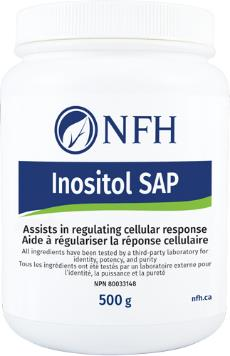 NFH
Inositol SAP
Assists in regulating cellular response
Aide à régulariser la réponse cellulaire
All ingredients have been tested by a third-party laboratory for
identity, potency, and purity
Tous les ingrédients ont été testés par un laboratoire externe pour
l'identité, la puissance et la pureté
NPN 80033148
500 g
nfh.ca